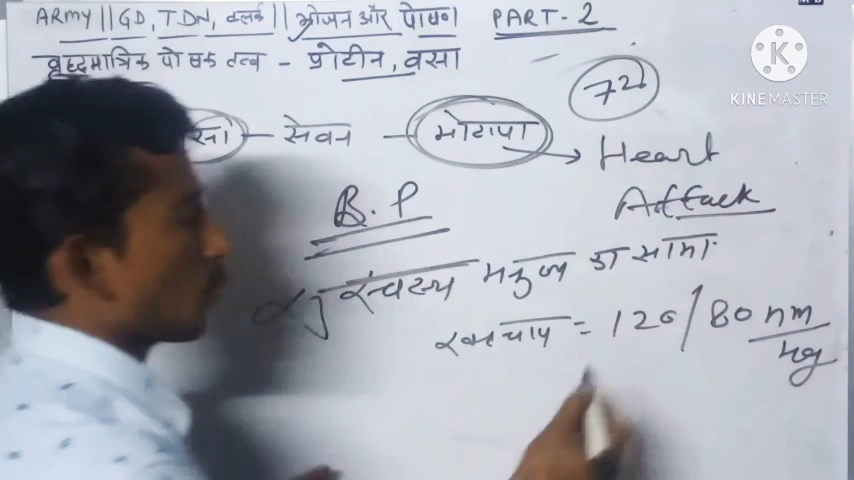 ARMY || GD, TDN, क्लर्क || भोजन और पोषण PART-2
वृहदमात्रिक पोषक तत्व - प्रोटीन, वसा
72
KINEMASTER
सा - सेवन - मोटापा → Heart
Attack
B.P
स्वस्थ मनुष्य का सामा
रक्तचाप = 120/80 mm
Hg